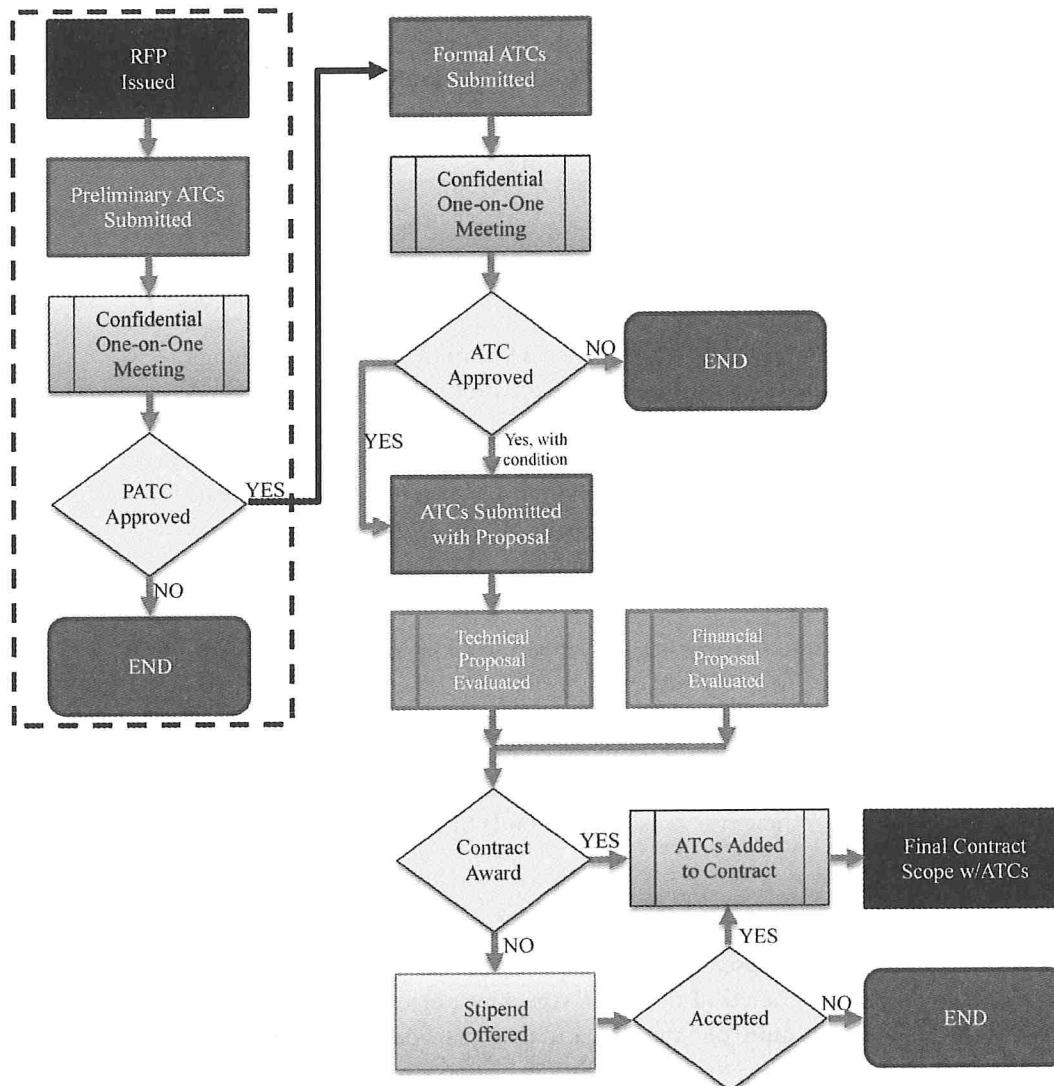 RFP
Issued
Preliminary ATCs
Submitted
Confidential
One-on-One
Meeting
PATC
Approved
YES
NO
END
Formal ATCs
Submitted
Confidential
One-on-One
Meeting
ATC
Approved
NO
END
YES
Yes, with
condition
ATCs Submitted
with Proposal
Technical
Proposal
Evaluated
Financial
Proposal
Evaluated
Contract
Award
YES
ATCs Added
to Contract
Final Contract
Scope w/ATCs
NO
YES
Stipend
Offered
Accepted
NO
END